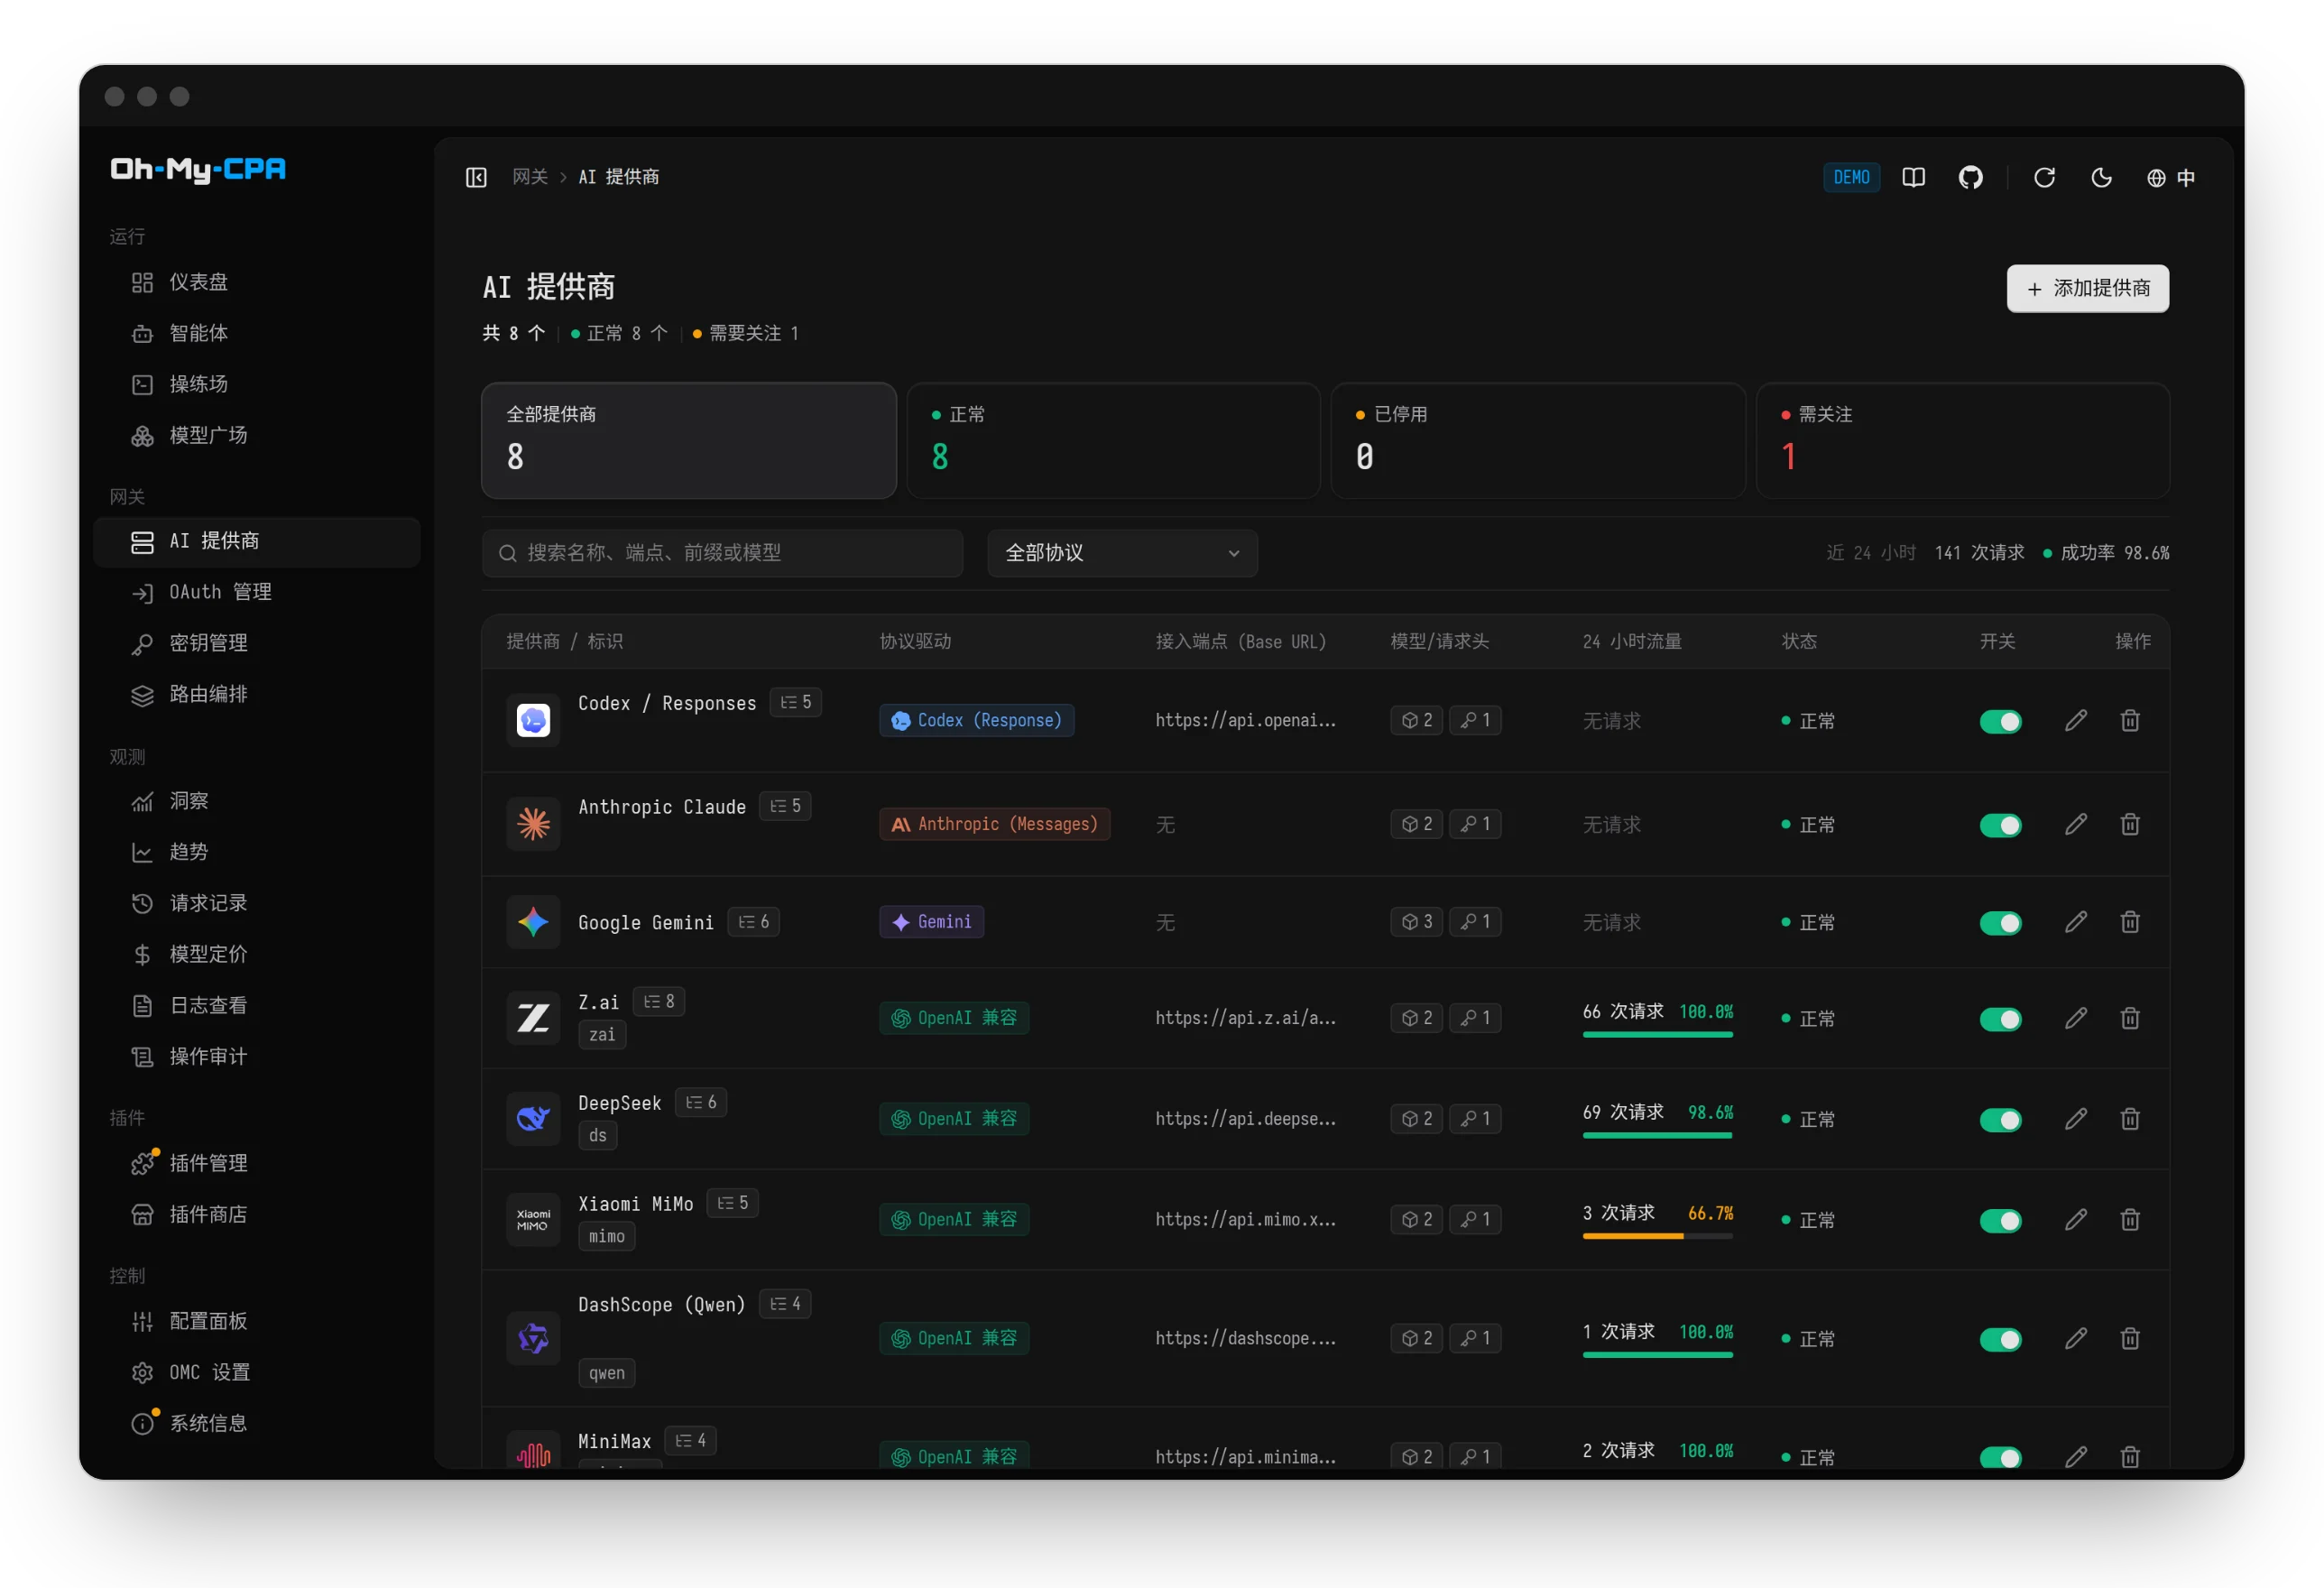 Oh-My-CPA
运行
仪表盘
智能体
操练场
模型广场
网关
AI 提供商
OAuth 管理
密钥管理
路由编排
观测
洞察
趋势
请求记录
模型定价
日志查看
操作审计
插件
插件管理
插件商店
控制
配置面板
OMC 设置
系统信息
网关 > AI 提供商
DEMO
中
AI 提供商
添加提供商
共 8 个 正常 8 个 需要关注 1
全部提供商
8
正常
8
已停用
0
需关注
1
搜索名称、端点、前缀或模型
全部协议
近 24 小时 141 次请求 成功率 98.6%
提供商 / 标识 协议驱动 接入端点 (Base URL) 模型/请求头 24 小时流量 状态 开关 操作
Codex / Responses 5 Codex (Response) https://api.openai... 2 1 无请求 正常
Anthropic Claude 5 Anthropic (Messages) 无 2 1 无请求 正常
Google Gemini 6 Gemini 无 3 1 无请求 正常
Z.ai 8
zai
OpenAI 兼容 https://api.z.ai/a... 2 1 66 次请求 100.0% 正常
DeepSeek 6
ds
OpenAI 兼容 https://api.deepse... 2 1 69 次请求 98.6% 正常
Xiaomi
MiMO
Xiaomi MiMo 5
mimo
OpenAI 兼容 https://api.mimo.x... 2 1 3 次请求 66.7% 正常
DashScope (Qwen) 4
qwen
OpenAI 兼容 https://dashscope.... 2 1 1 次请求 100.0% 正常
MiniMax 4
OpenAI 兼容 https://api.minima... 2 1 2 次请求 100.0% 正常